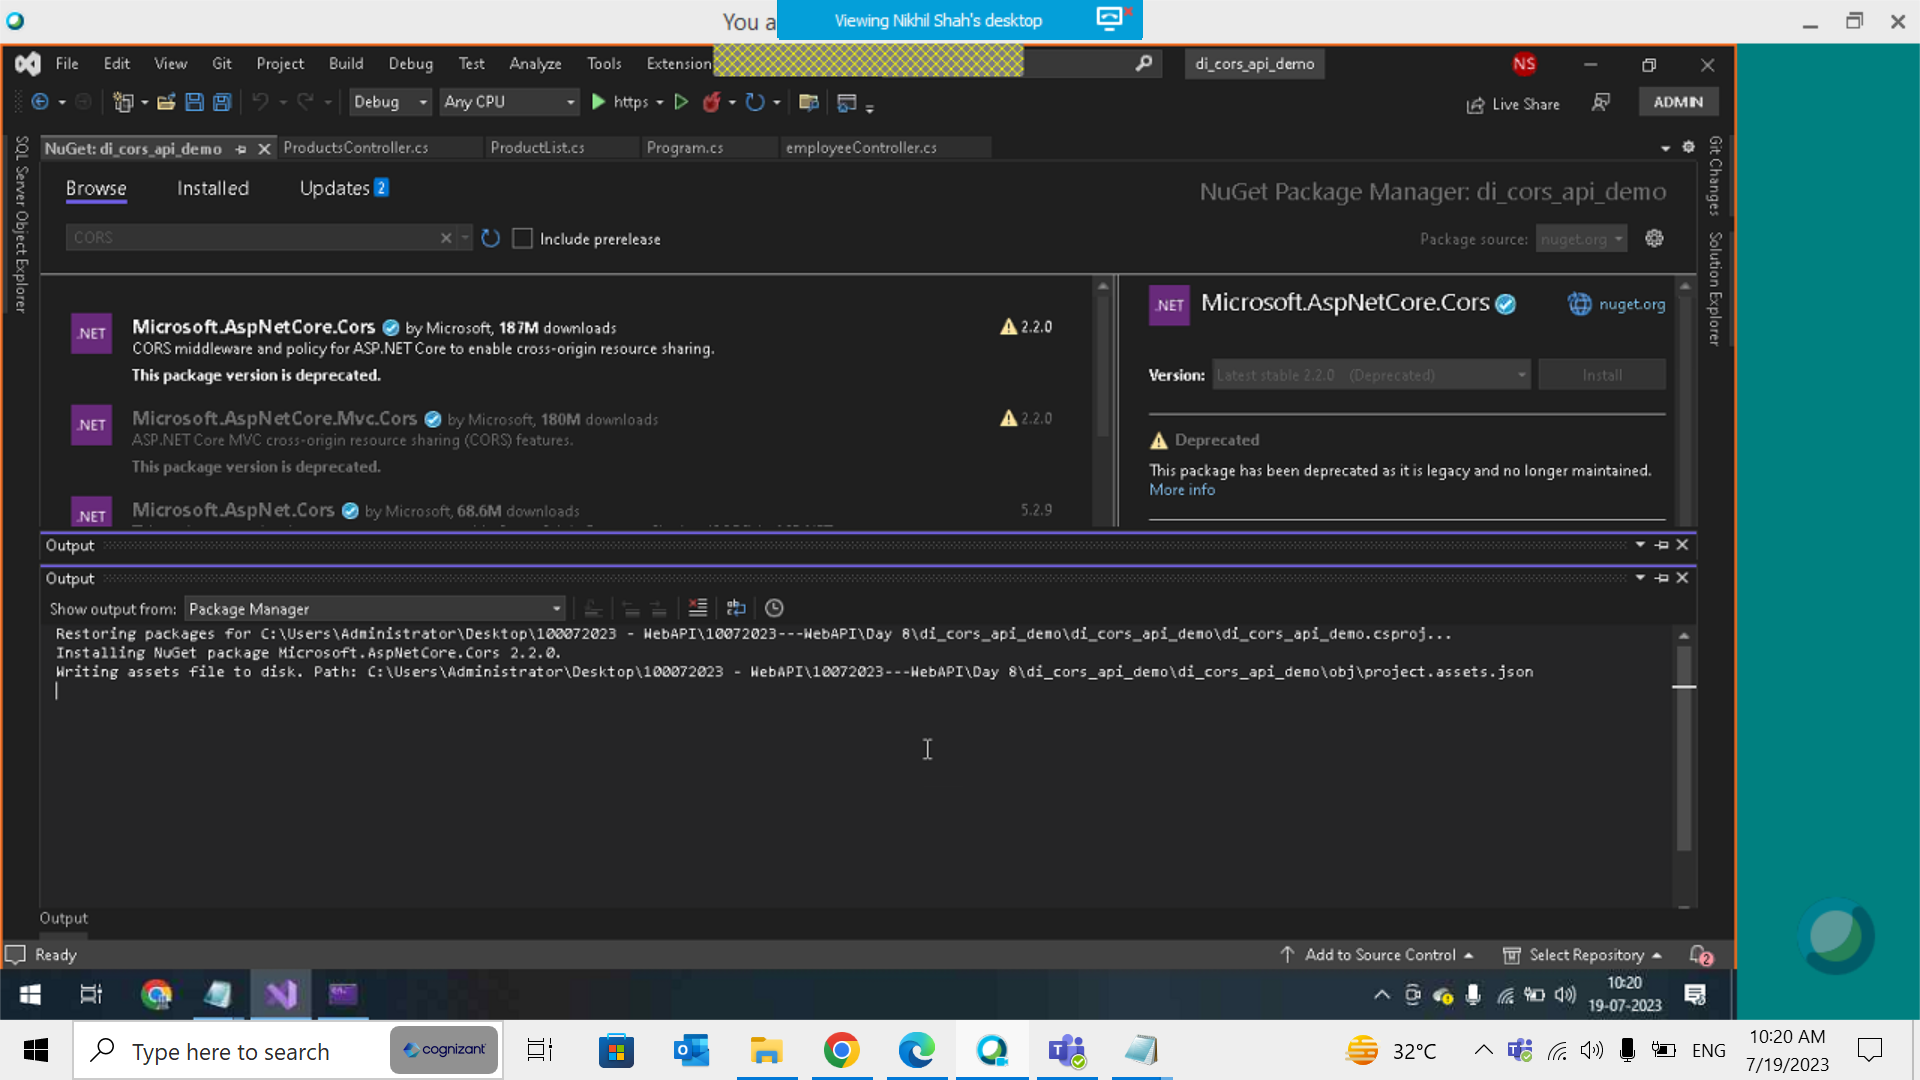 You a
Viewing Nikhil Shah's desktop
File Edit View Git Project Build Debug Test Analyze Tools Extension
di_cors_api_demo
NS
Debug
Any CPU
https
Live Share
ADMIN
SQL Server Object Explorer
NuGet: di_cors_api_demo
ProductsController.cs
ProductList.cs
Program.cs
employeeController.cs
Git Changes
Solution Explorer
Browse
Installed
Updates 2
NuGet Package Manager: di_cors_api_demo
CORS
Include prerelease
Package source: nuget.org
.NET
Microsoft.AspNetCore.Cors by Microsoft, 187M downloads
2.2.0
CORS middleware and policy for ASP.NET Core to enable cross-origin resource sharing.
This package version is deprecated.
.NET
Microsoft.AspNetCore.Mvc.Cors by Microsoft, 180M downloads
2.2.0
ASP.NET Core MVC cross-origin resource sharing (CORS) features.
This package version is deprecated.
.NET
Microsoft.AspNet.Cors by Microsoft, 68.6M downloads
5.2.9
.NET
Microsoft.AspNetCore.Cors
nuget.org
Version: Latest stable 2.2.0 (Deprecated)
Install
Deprecated
This package has been deprecated as it is legacy and no longer maintained.
More info
Output
Output
Show output from: Package Manager
Restoring packages for C:\Users\Administrator\Desktop\100072023 - WebAPI\10072023---WebAPI\Day 8\di_cors_api_demo\di_cors_api_demo\di_cors_api_demo.csproj...
Installing NuGet package Microsoft.AspNetCore.Cors 2.2.0.
Writing assets file to disk. Path: C:\Users\Administrator\Desktop\100072023 - WebAPI\10072023---WebAPI\Day 8\di_cors_api_demo\di_cors_api_demo\obj\project.assets.json
Output
Ready
Add to Source Control
Select Repository
2
10:20
19-07-2023
Type here to search
cognizant
32°C
ENG
10:20 AM
7/19/2023